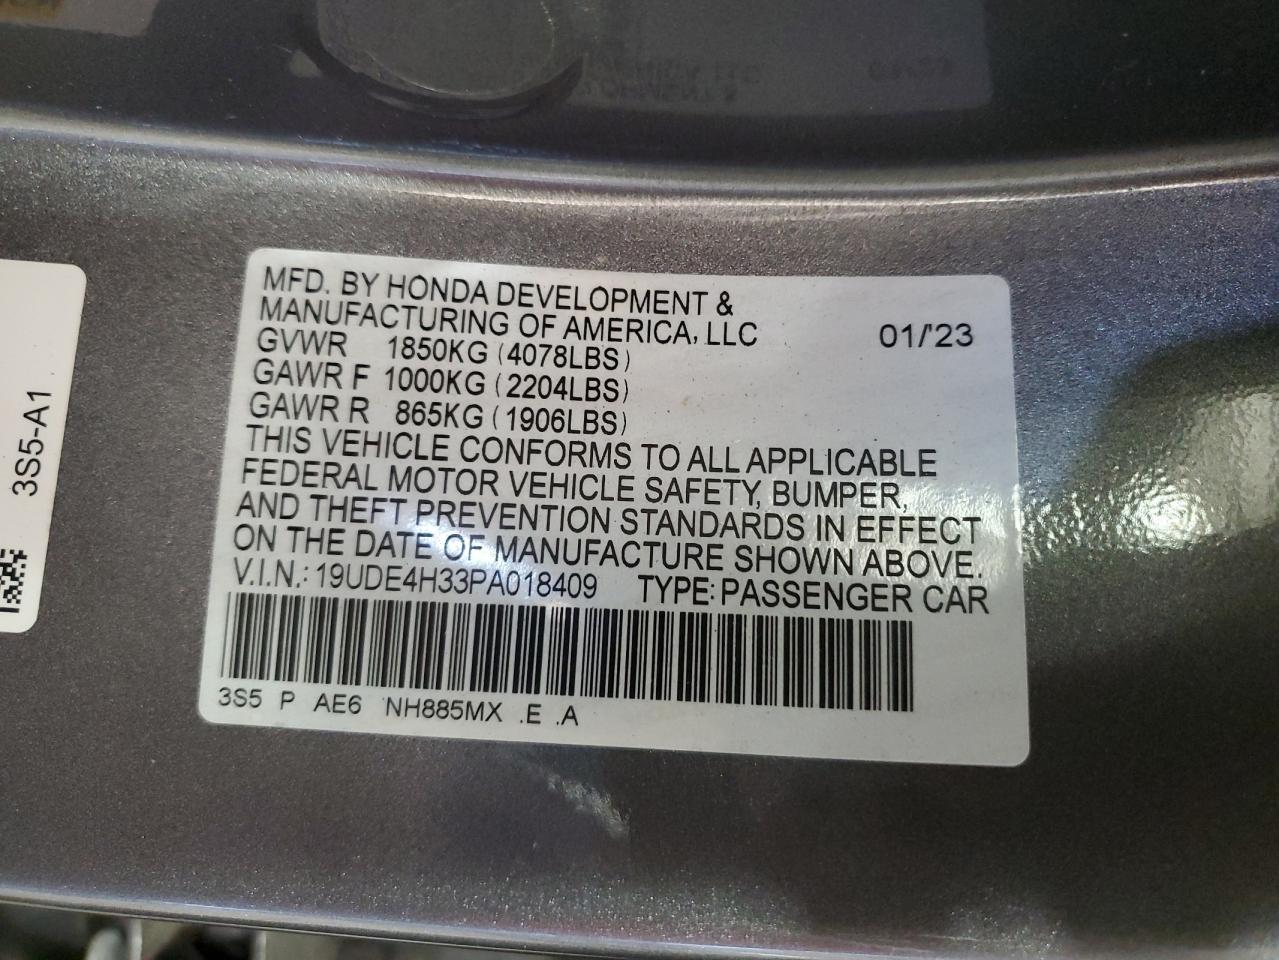 MFD. BY HONDA DEVELOPMENT &
MANUFACTURING OF AMERICA, LLC 01/'23
GVWR 1850KG (4078LBS)
GAWR F 1000KG (2204LBS)
GAWR R 865KG (1906LBS)
THIS VEHICLE CONFORMS TO ALL APPLICABLE
FEDERAL MOTOR VEHICLE SAFETY, BUMPER,
AND THEFT PREVENTION STANDARDS IN EFFECT
ON THE DATE OF MANUFACTURE SHOWN ABOVE.
V.I.N.: 19UDE4H33PA018409 TYPE: PASSENGER CAR
3S5 P AE6 NH885MX .E .A
3S5-A1